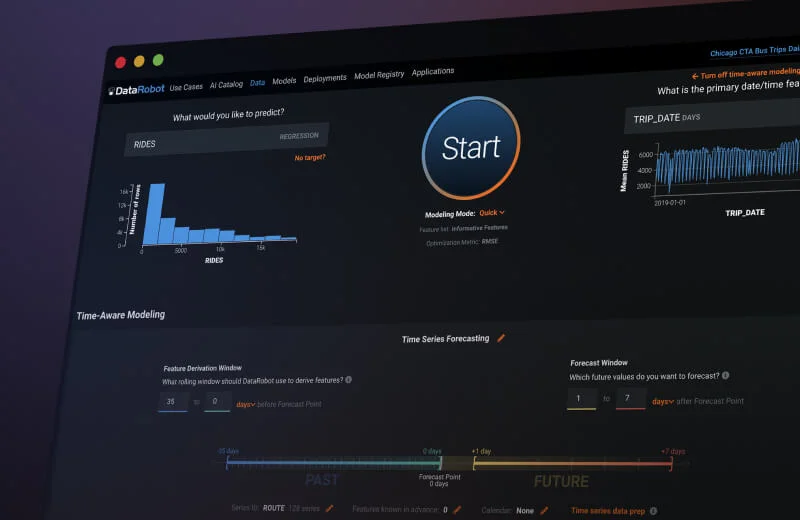 Chicago CTA Bus Trips Dai
DataRobot Use Cases AI Catalog Data Models Deployments Model Registry Applications
← Turn off time-aware modeling
What would you like to predict?
What is the primary date/time fea
RIDES REGRESSION
No target?
Start
TRIP_DATE DAYS
Number of rows
16k
12k
8k
4k
0
0 5000 10k 15k
RIDES
Modeling Mode: Quick
Feature list: Informative Features
Optimization Metric: RMSE
Mean RIDES
6000
4000
2000
2019-01-01
TRIP_DATE
Time-Aware Modeling
Time Series Forecasting
Feature Derivation Window
What rolling window should DataRobot use to derive features?
35 to 0 days before Forecast Point
Forecast Window
Which future values do you want to forecast?
1 to 7 days after Forecast Point
-35 days 0 days +1 day +7 days
PAST
Forecast Point
0 days
FUTURE
Series ID: ROUTE 128 series Features known in advance: 0 Calendar: None Time series data prep